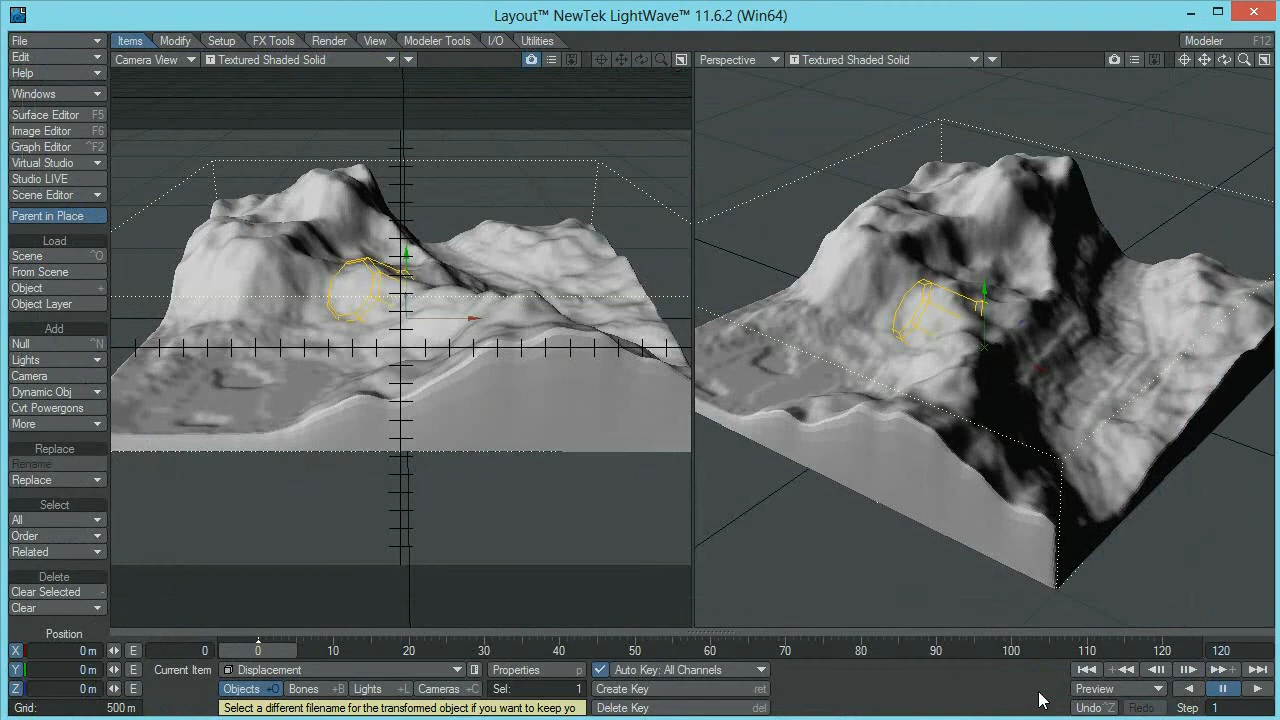 Layout™ NewTek LightWave™ 11.6.2 (Win64)
File
Items Modify Setup FX Tools Render View Modeler Tools I/O Utilities Modeler F12
Edit
Camera View T Textured Shaded Solid Perspective T Textured Shaded Solid
Help
Windows
Surface Editor F5
Image Editor F6
Graph Editor ^F2
Virtual Studio
Studio LIVE
Scene Editor
Parent in Place
Load
Scene ^O
From Scene
Object +
Object Layer
Add
Null ^N
Lights
Camera
Dynamic Obj
Cvt Powergons
More
Replace
Rename
Replace
Select
All
Order
Related
Delete
Clear Selected -
Clear
Position
X 0 m E 0 0 10 20 30 40 50 60 70 80 90 100 110 120 120
Y 0 m E Current Item Displacement Properties p Auto Key: All Channels
Z 0 m E Objects +O Bones +B Lights +L Cameras +C Sel: 1 Create Key ret Preview
Grid: 500 m Select a different filename for the transformed object if you want to keep yo Delete Key del Undo ^Z Redo Step 1